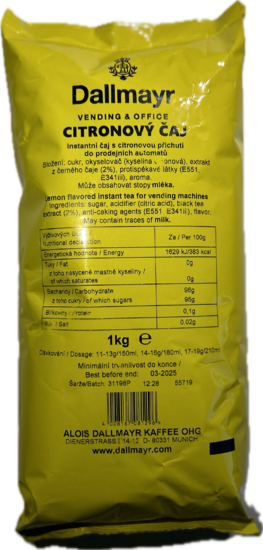 Dallmayr
VENDING & OFFICE
CITRONOVÝ ČAJ
Instantní čaj s citronovou příchutí
do prodejních automatů
Složení: cukr, okyselovač (kyselina extrakt
z černého čaje (2%), protispékavé látky (E551
E341iii), aroma.
Může obsahovat stopy mléka.
Lemon flavored instant tea for vending machines
Ingredients: sugar, acidifier (citric acid), black tea
extract (2%), anti-caking agents (E551 E341iii), flavor.
May contain traces of milk.
Nutritional Za / Per 100g
Energetická hodnota / Energy 1629 kJ/383 kcal
Tuky / Fat 0g
z toho nasycené mastné kyseliny /
of which saturates 0g
Sacharidy / Carbohydrate 96g
z toho cukry / of which sugars 95g
Bílkoviny / Protein 0,1g
/ Salt 0,02g
1kg e
Dávkování / Dosage: 11-13g/150ml, 14-16g/180ml, 17-19g/210ml
Minimální trvanlivost do konce /
Best before end: 03-2025
Šarže/Batch: 31198P 12 28 55719
ALOIS DALLMAYR KAFFEE OHG
DIENERSTRASSE 14-15 D- 80331 MUNICH
www.dallmayr.com